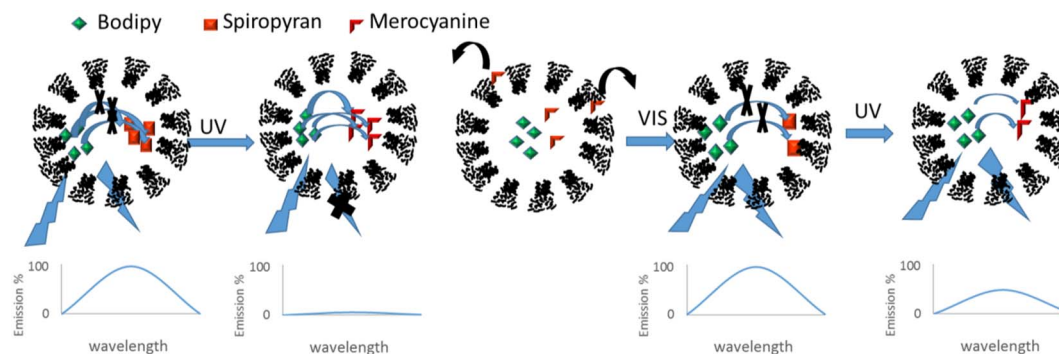 Bodipy Spiropyran Merocyanine
UV
VIS
UV
100
Emission %
0
wavelength
100
Emission %
0
wavelength
100
Emission %
0
wavelength
100
Emission %
0
wavelength